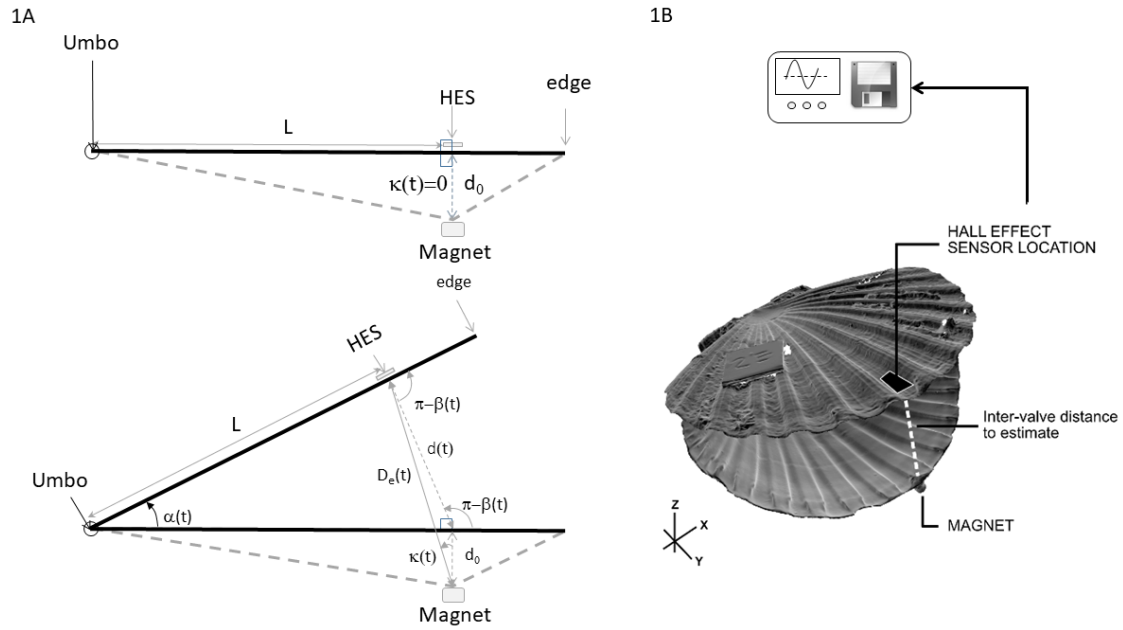 1A
Umbo
L
HES
edge
κ(t)=0
d₀
Magnet
edge
HES
π−β(t)
L
d(t)
Dₑ(t)
Umbo
α(t)
π−β(t)
κ(t)
d₀
Magnet
1B
HALL EFFECT
SENSOR LOCATION
Inter-valve distance
to estimate
MAGNET
Z
X
Y